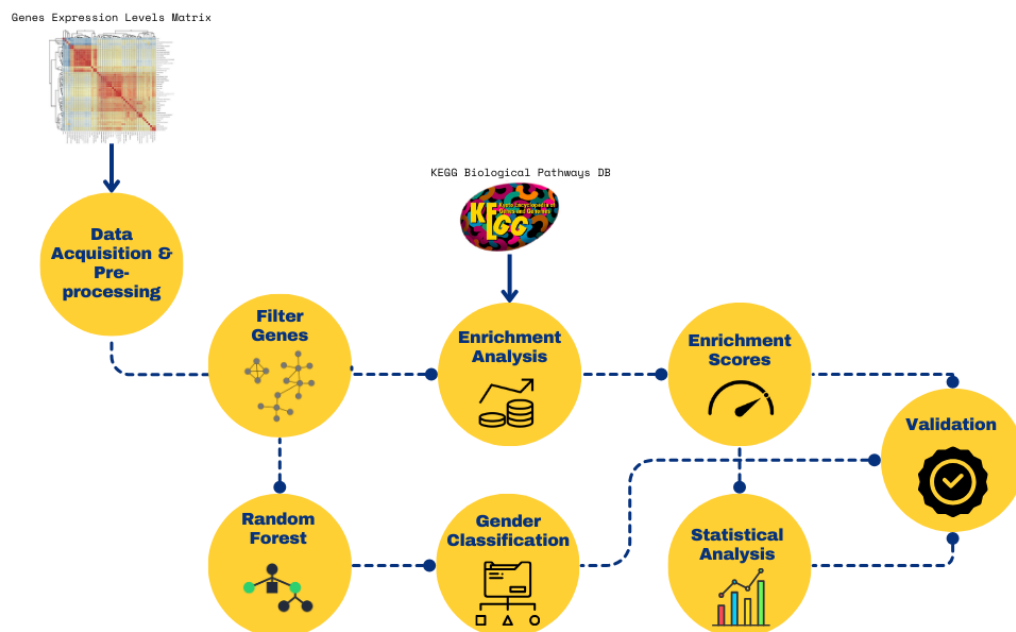 Genes Expression Levels Matrix
KEGG Biological Pathways DB
KEGG
Data
Acquisition &
Pre-
processing
Filter
Genes
Enrichment
Analysis
Enrichment
Scores
Validation
Random
Forest
Gender
Classification
Statistical
Analysis